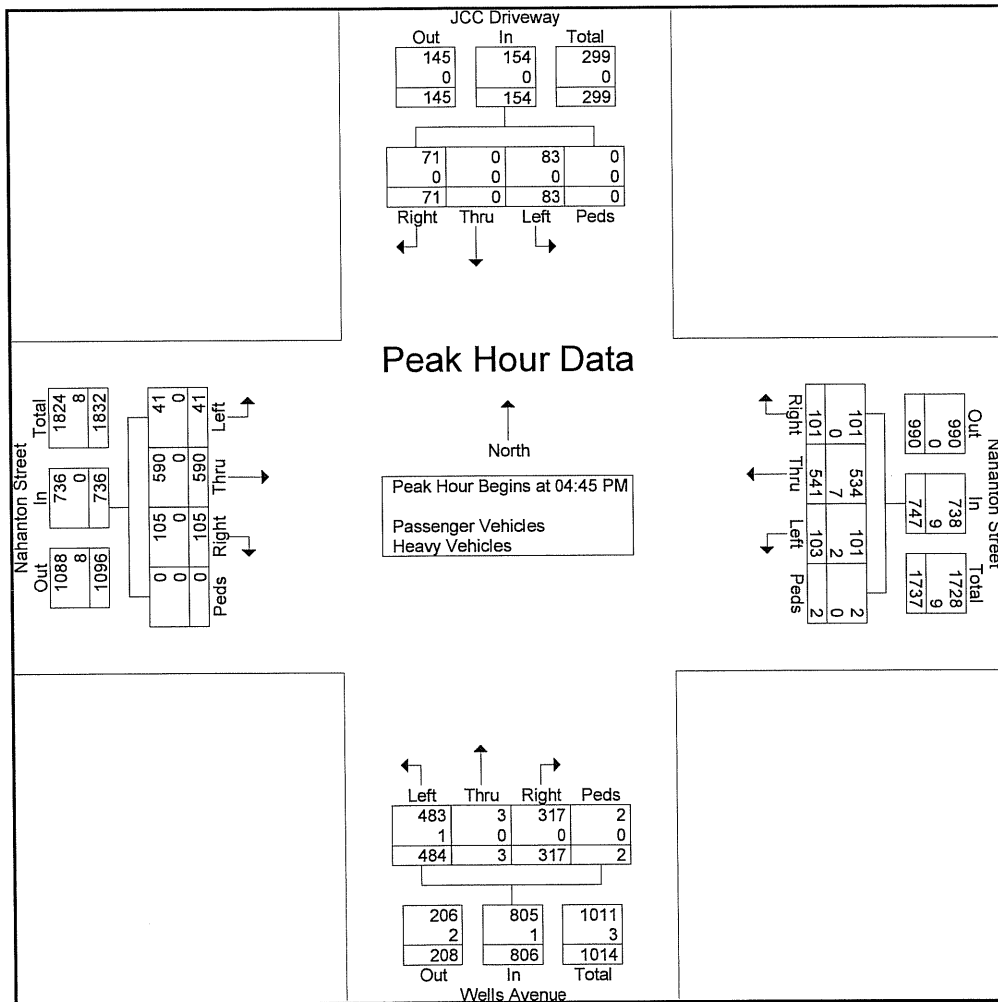 JCC Driveway
Out In Total
145 154 299
0 0 0
145 154 299
71 0 83 0
0 0 0 0
71 0 83 0
Right Thru Left Peds
Peak Hour Data
North
Peak Hour Begins at 04:45 PM
Passenger Vehicles
Heavy Vehicles
Nahanton Street
Out In Total
1088 736 1824
8 0 8
1096 736 1832
0 105 590 41
0 0 0 0
0 105 590 41
Peds Right Thru Left
Nahanton Street
Out In Total
990 738 1728
0 9 9
990 747 1737
101 534 101 2
0 7 2 0
101 541 103 2
Right Thru Left Peds
Left Thru Right Peds
483 3 317 2
1 0 0 0
484 3 317 2
206 805 1011
2 1 3
208 806 1014
Out In Total
Wells Avenue